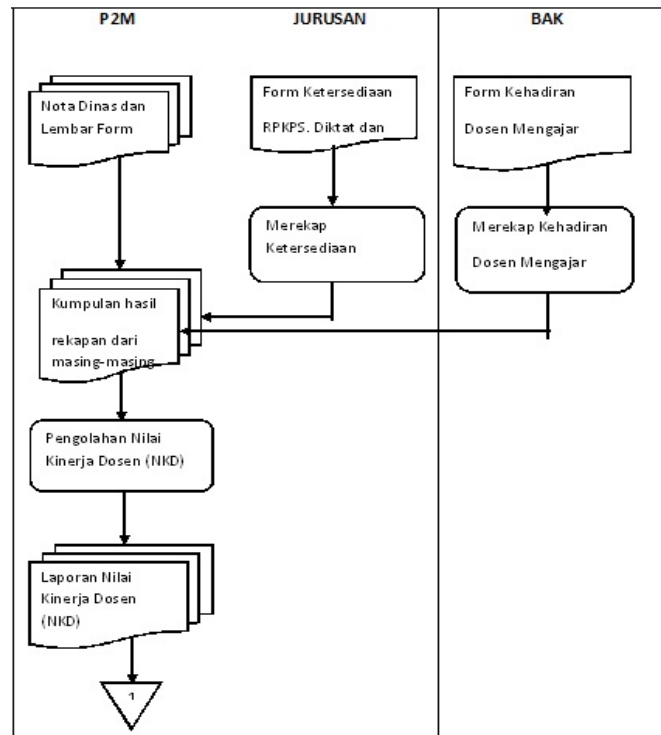 P2M
JURUSAN
BAK
Nota Dinas dan
Lembar Form
Form Ketersediaan
RPKPS. Diktat dan
Form Kehadiran
Dosen Mengajar
Merekap
Ketersediaan
Merekap Kehadiran
Dosen Mengajar
Kumpulan hasil
rekapan dari
masing-masing
Pengolahan Nilai
Kinerja Dosen (NKD)
Laporan Nilai
Kinerja Dosen
(NKD)
1